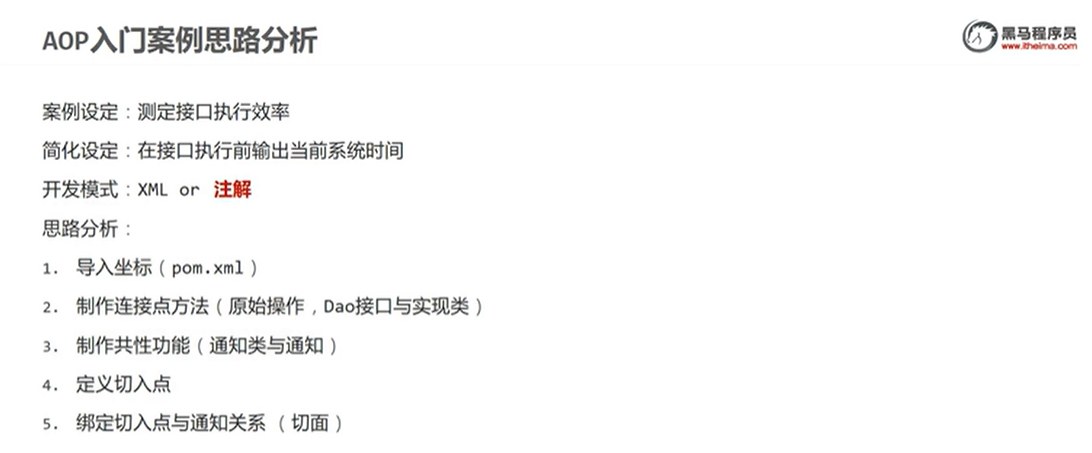 AOP入门案例思路分析
黑马程序员
www.itheima.com
案例设定：测定接口执行效率
简化设定：在接口执行前输出当前系统时间
开发模式：XML or 注解
思路分析：
1. 导入坐标（pom.xml）
2. 制作连接点方法（原始操作，Dao接口与实现类）
3. 制作共性功能（通知类与通知）
4. 定义切入点
5. 绑定切入点与通知关系（切面）